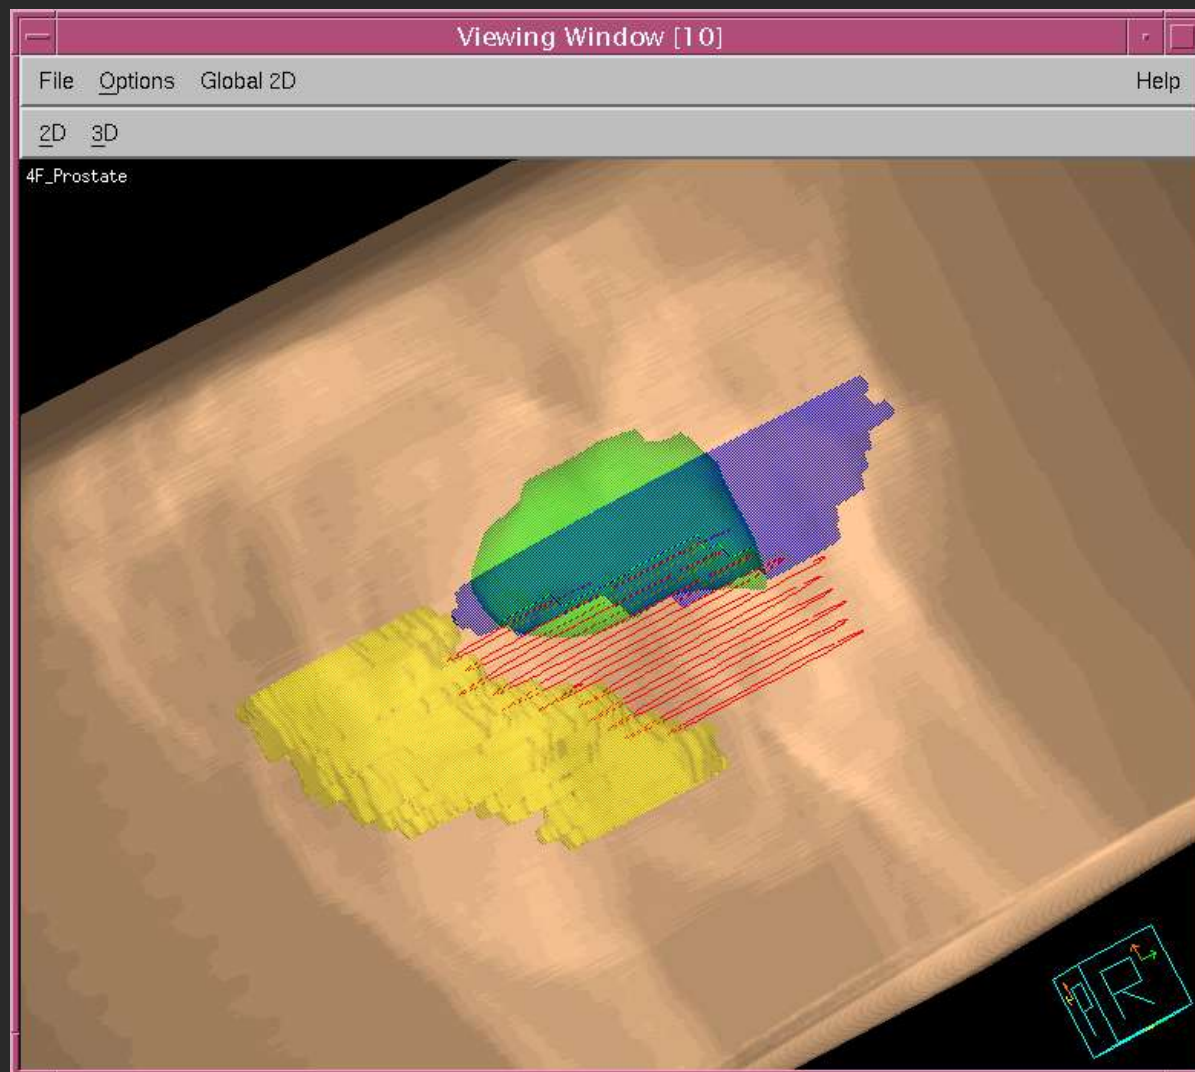 Viewing Window [10]
File Options Global 2D Help
2D 3D
4F_Prostate
P R